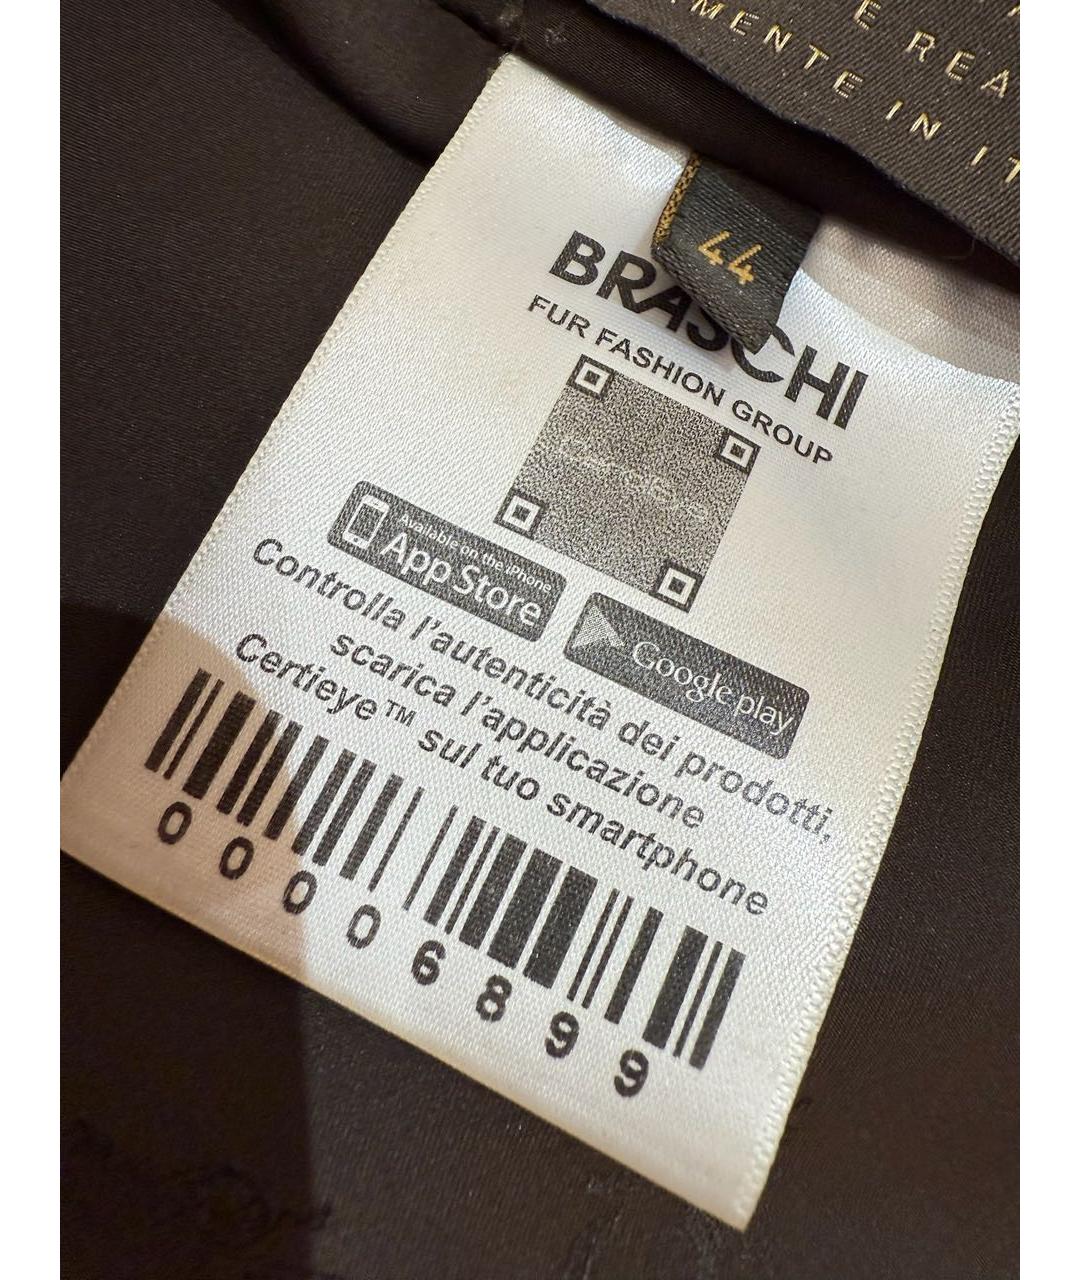 E REA
MENTE IN IT
44
BRASCHI
FUR FASHION GROUP
Available on the iPhone
App Store
Google play
Controlla l'autenticità dei prodotti,
scarica l'applicazione
Certieye™
sul tuo smartphone
00006899